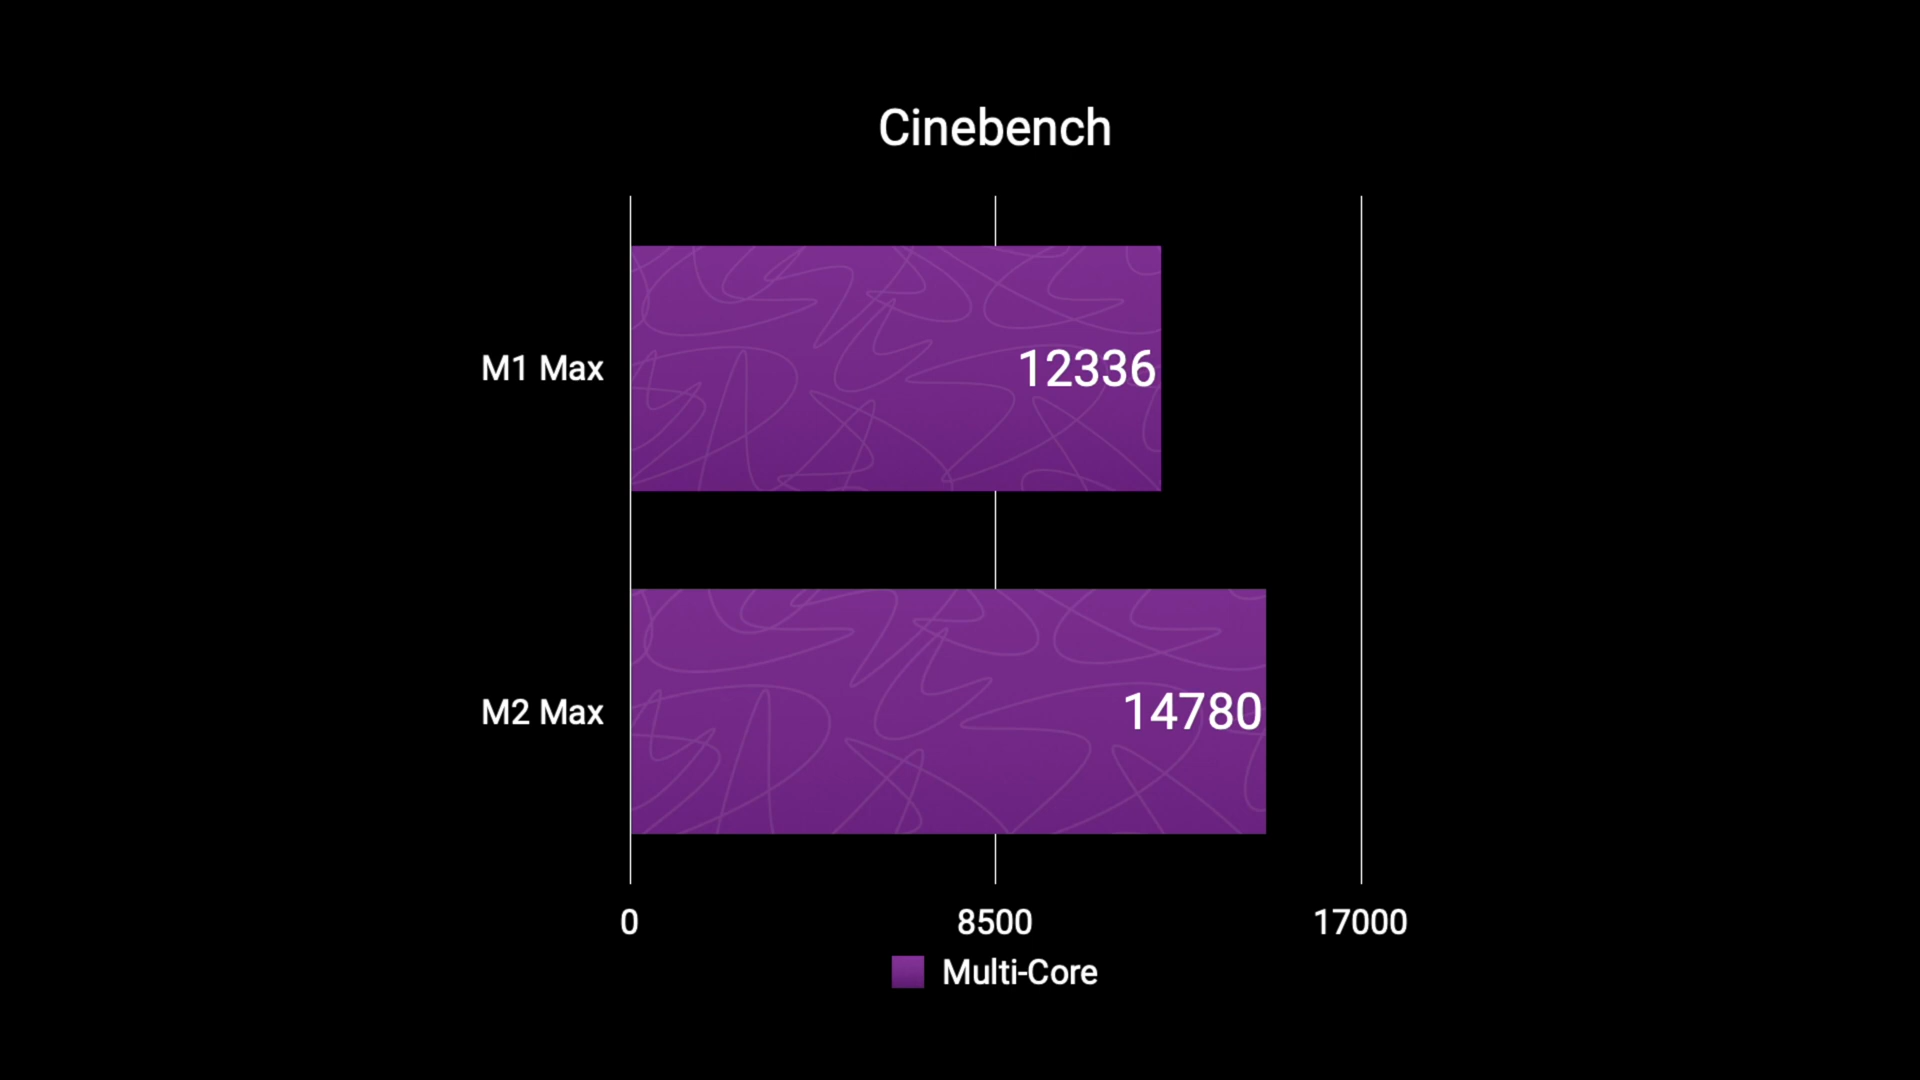 Cinebench
M1 Max
12336
M2 Max
14780
0 8500 17000
Multi-Core